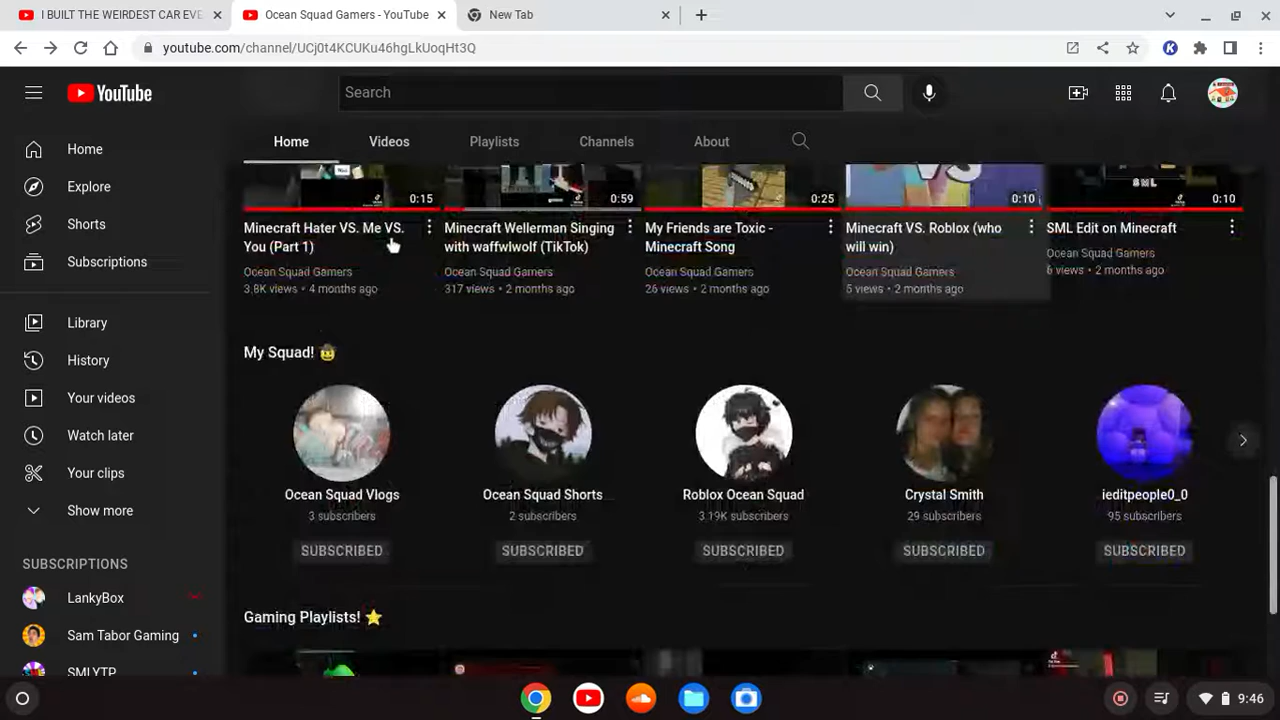 I BUILT THE WEIRDEST CAR EVE
Ocean Squad Gamers - YouTube
New Tab
youtube.com/channel/UCj0t4KCUKu46hgLkUoqHt3Q
YouTube
Search
Home
Videos
Playlists
Channels
About
Home
Explore
Shorts
Subscriptions
Library
History
Your videos
Watch later
Your clips
Show more
SUBSCRIPTIONS
LankyBox
Sam Tabor Gaming
SMLYTP
VS
SML
0:15
0:59
0:25
0:10
0:10
Minecraft Hater VS. Me VS.
You (Part 1)
Ocean Squad Gamers
3.8K views • 4 months ago
Minecraft Wellerman Singing
with waffwlwolf (TikTok)
Ocean Squad Gamers
317 views • 2 months ago
My Friends are Toxic -
Minecraft Song
Ocean Squad Gamers
26 views • 2 months ago
Minecraft VS. Roblox (who
will win)
Ocean Squad Gamers
5 views • 2 months ago
SML Edit on Minecraft
Ocean Squad Gamers
6 views • 2 months ago
My Squad! 🤠
Ocean Squad Vlogs
3 subscribers
SUBSCRIBED
Ocean Squad Shorts
2 subscribers
SUBSCRIBED
Roblox Ocean Squad
3.19K subscribers
SUBSCRIBED
Crystal Smith
29 subscribers
SUBSCRIBED
ieditpeople0_0
95 subscribers
SUBSCRIBED
Gaming Playlists! ⭐
9:46